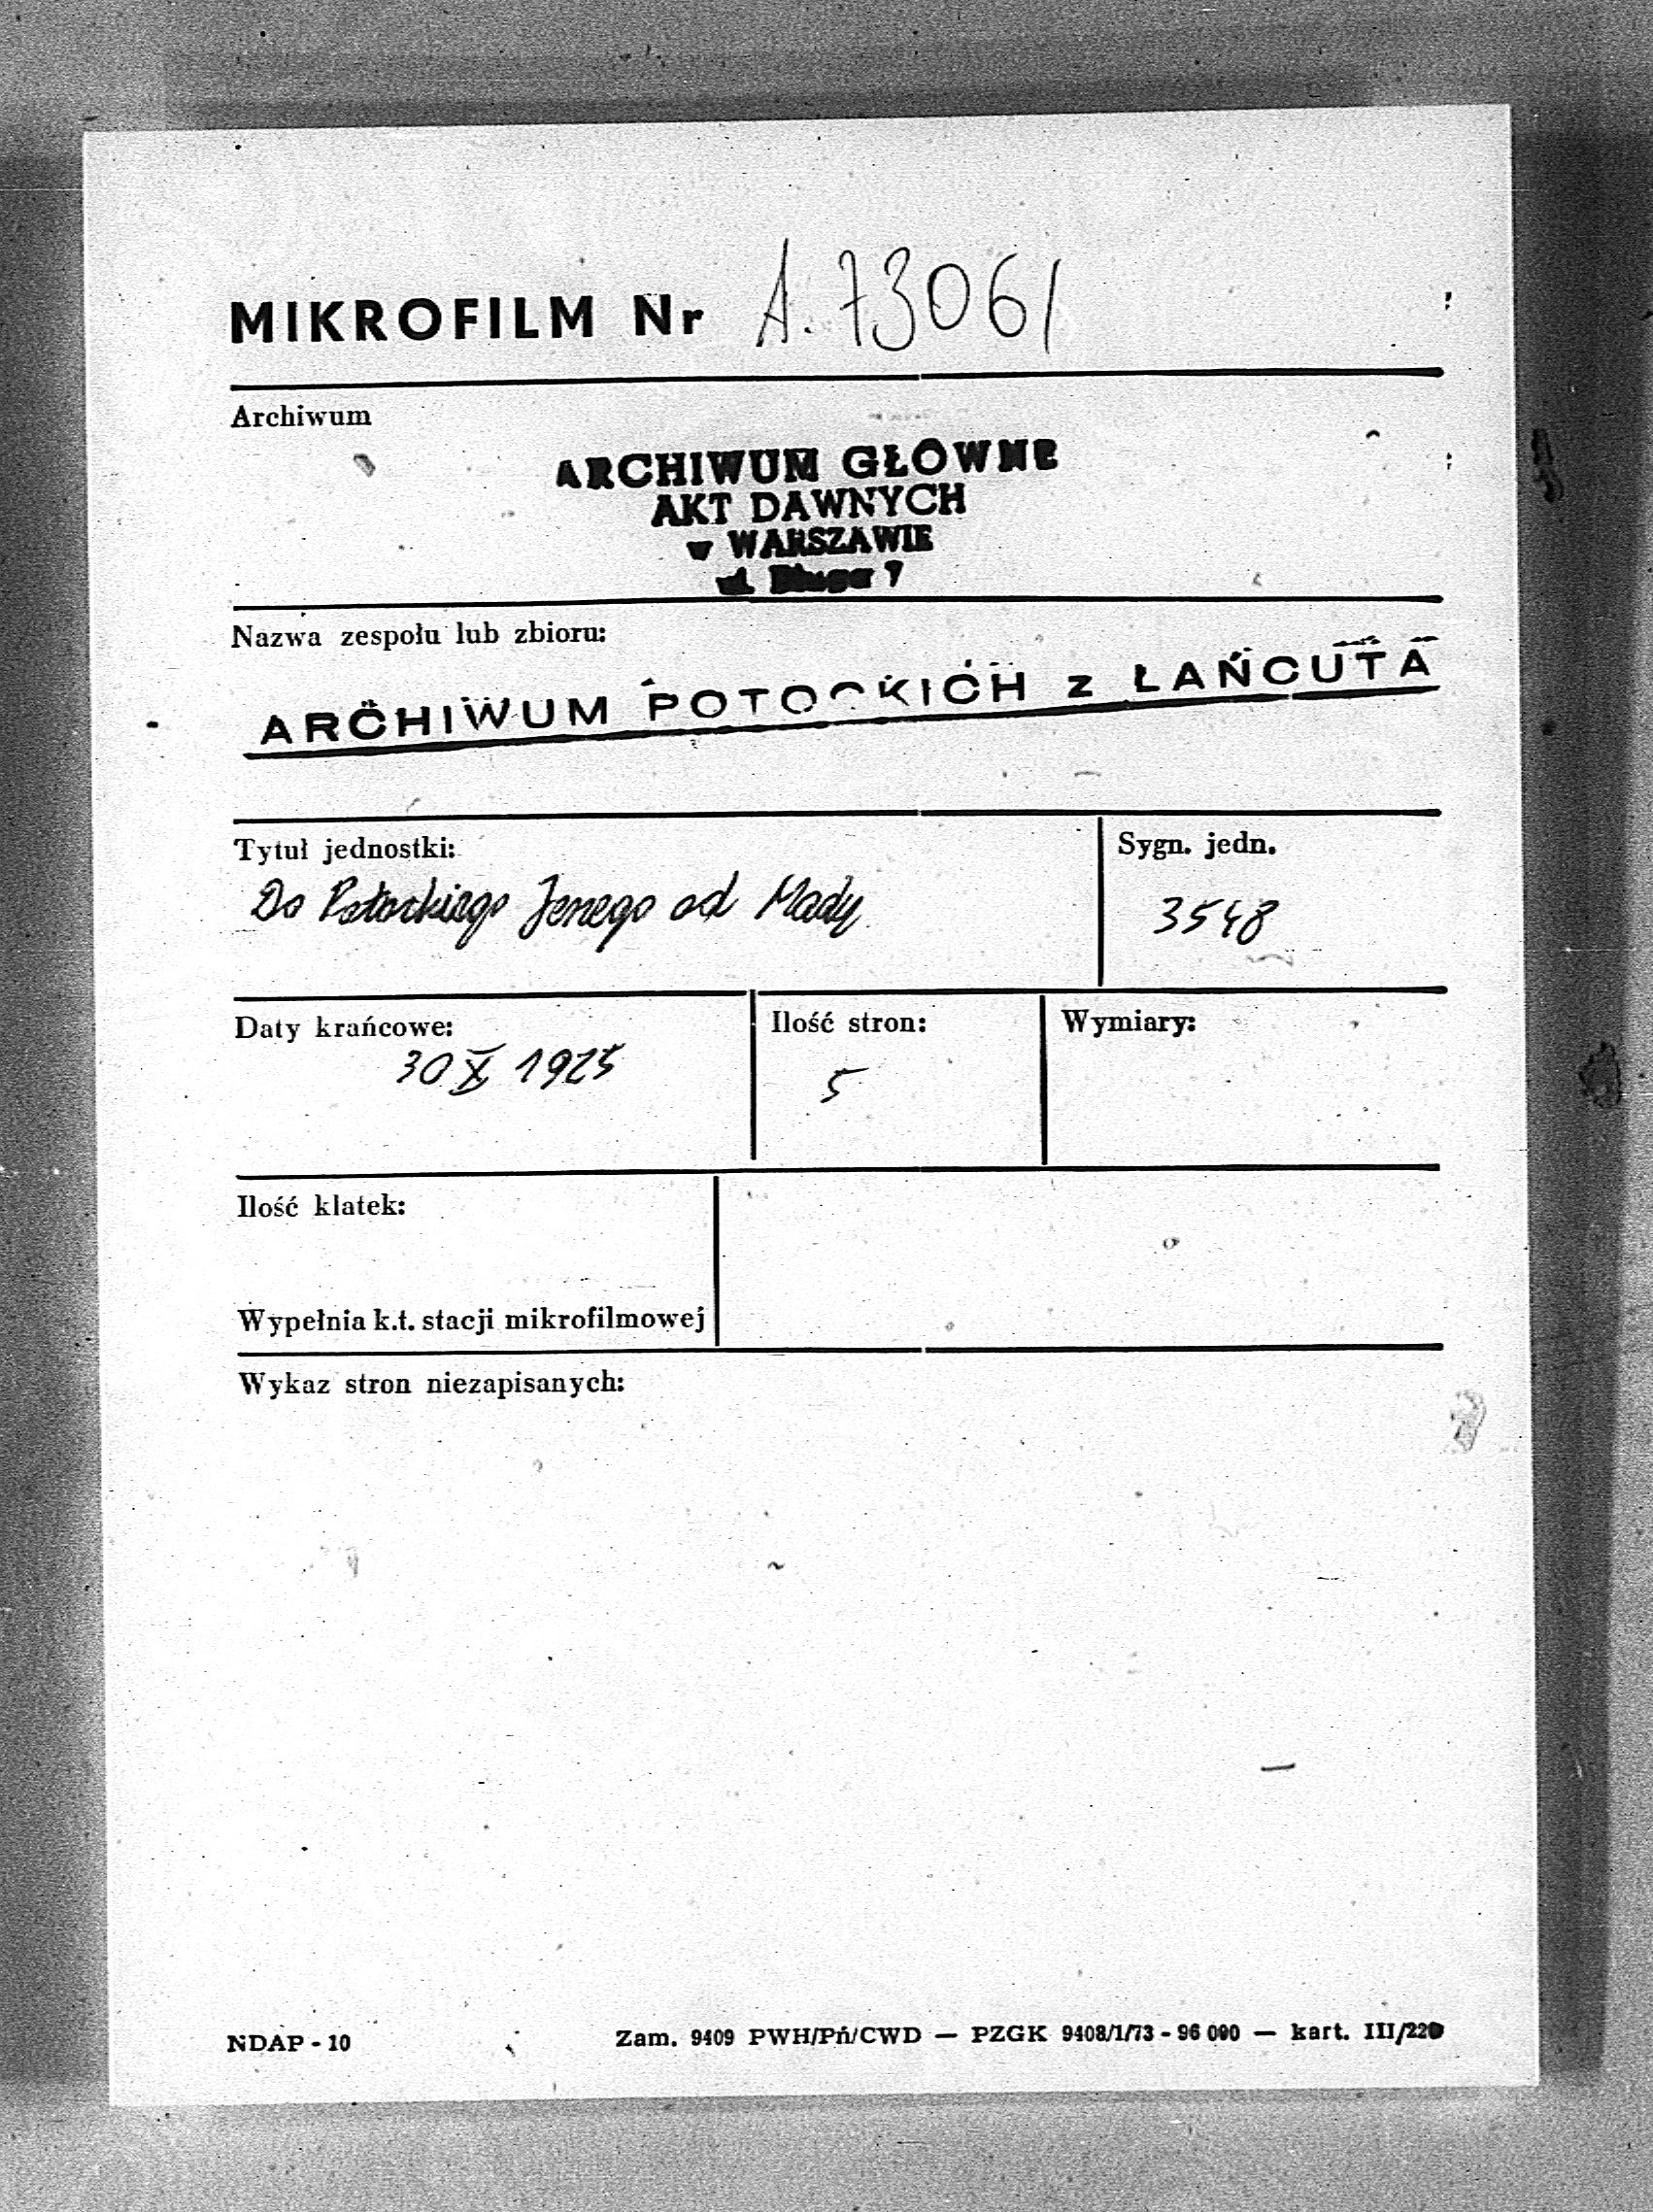 MIKROFILM Nr A. 73061
Archiwum
ARCHIWUM GŁÓWNE
AKT DAWNYCH
w WARSZAWIE
ul. Długa 7
Nazwa zespołu lub zbioru:
ARCHIWUM POTOCKICH z ŁAŃCUTA
Tytuł jednostki:
Sygn. jedn.
Do Potockiego Jerzego od Mady
3548
Daty krańcowe:
Ilość stron:
Wymiary:
30 X 1925
5
Ilość klatek:
Wypełnia k.t. stacji mikrofilmowej
Wykaz stron niezapisanych:
NDAP - 10
Zam. 9409 PWH/Pń/CWD — PZGK 9408/1/73 - 96 000 — kart. III/220